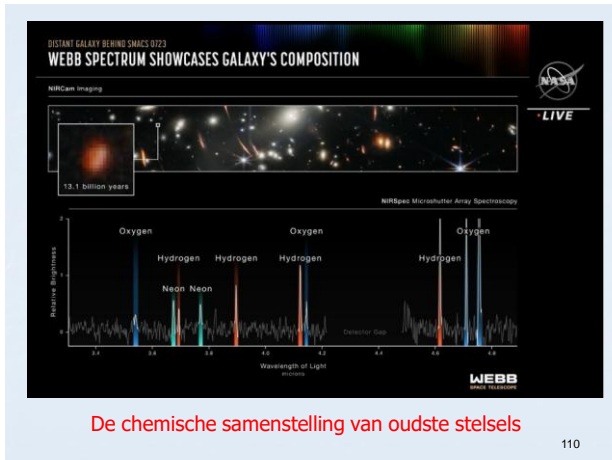 DISTANT GALAXY BEHIND SMACS 0723
WEBB SPECTRUM SHOWCASES GALAXY'S COMPOSITION
NASA
LIVE
NIRCam Imaging
13.1 billion years
NIRSpec Microshutter Array Spectroscopy
Relative Brightness
2
1
0
Oxygen Oxygen Oxygen
Hydrogen Hydrogen Hydrogen Hydrogen
Neon Neon
Detector Gap
3.4 3.6 3.8 4.0 4.2 4.4 4.6 4.8
Wavelength of Light
microns
WEBB
SPACE TELESCOPE
De chemische samenstelling van oudste stelsels
110